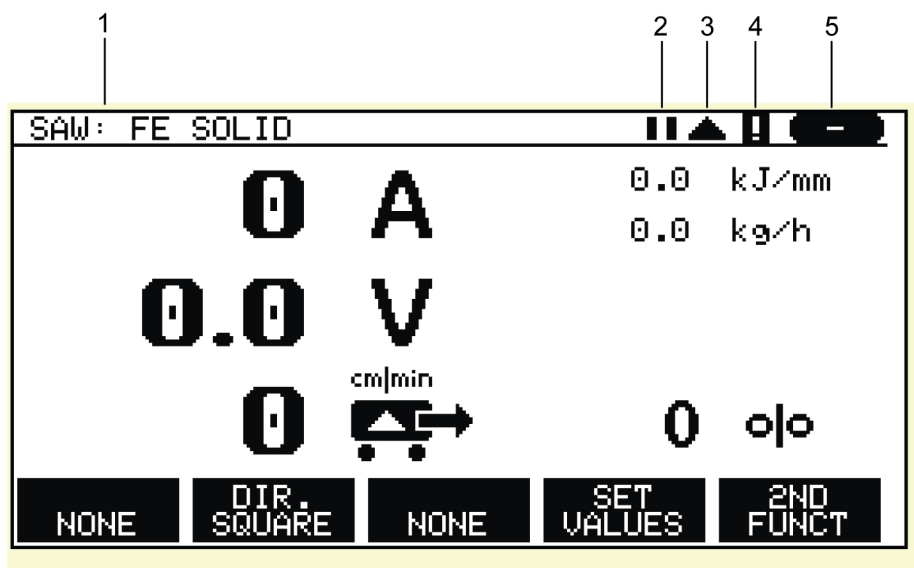 1 2 3 4 5
SAW: FE SOLID ! -
0 A 0.0 kJ/mm
0.0 kg/h
0.0 V
cm|min
0 0 o|o
NONE DIR. SQUARE NONE SET VALUES 2ND FUNCT